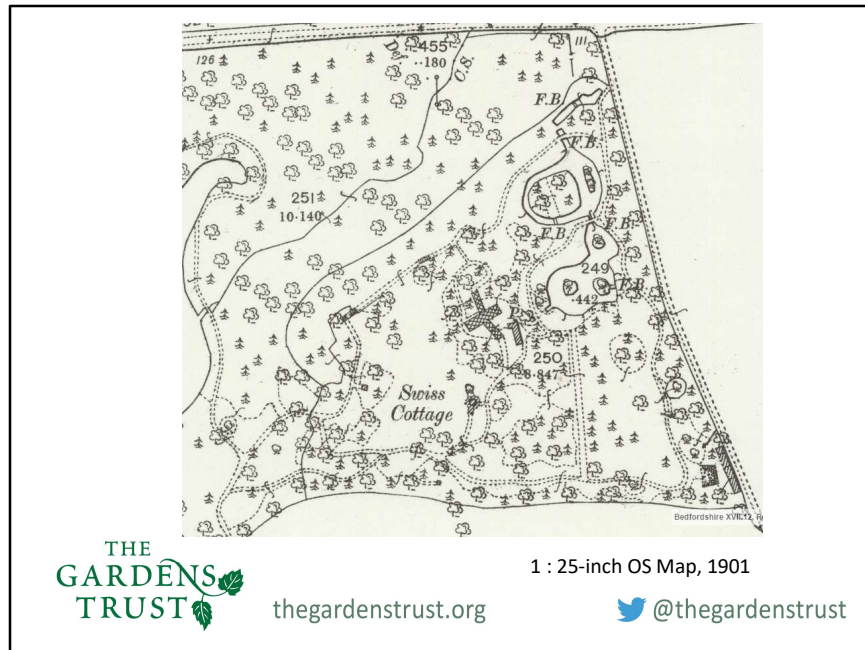 455
.180
126
C.S.
111
F.B.
F.B.
251
10.140
F.B.
F.B.
249
F.B.
.442
P.
250
8.847
Swiss
Cottage
Bedfordshire XVII.12,
1 : 25-inch OS Map, 1901
THE
GARDENS
TRUST
thegardenstrust.org
@thegardenstrust